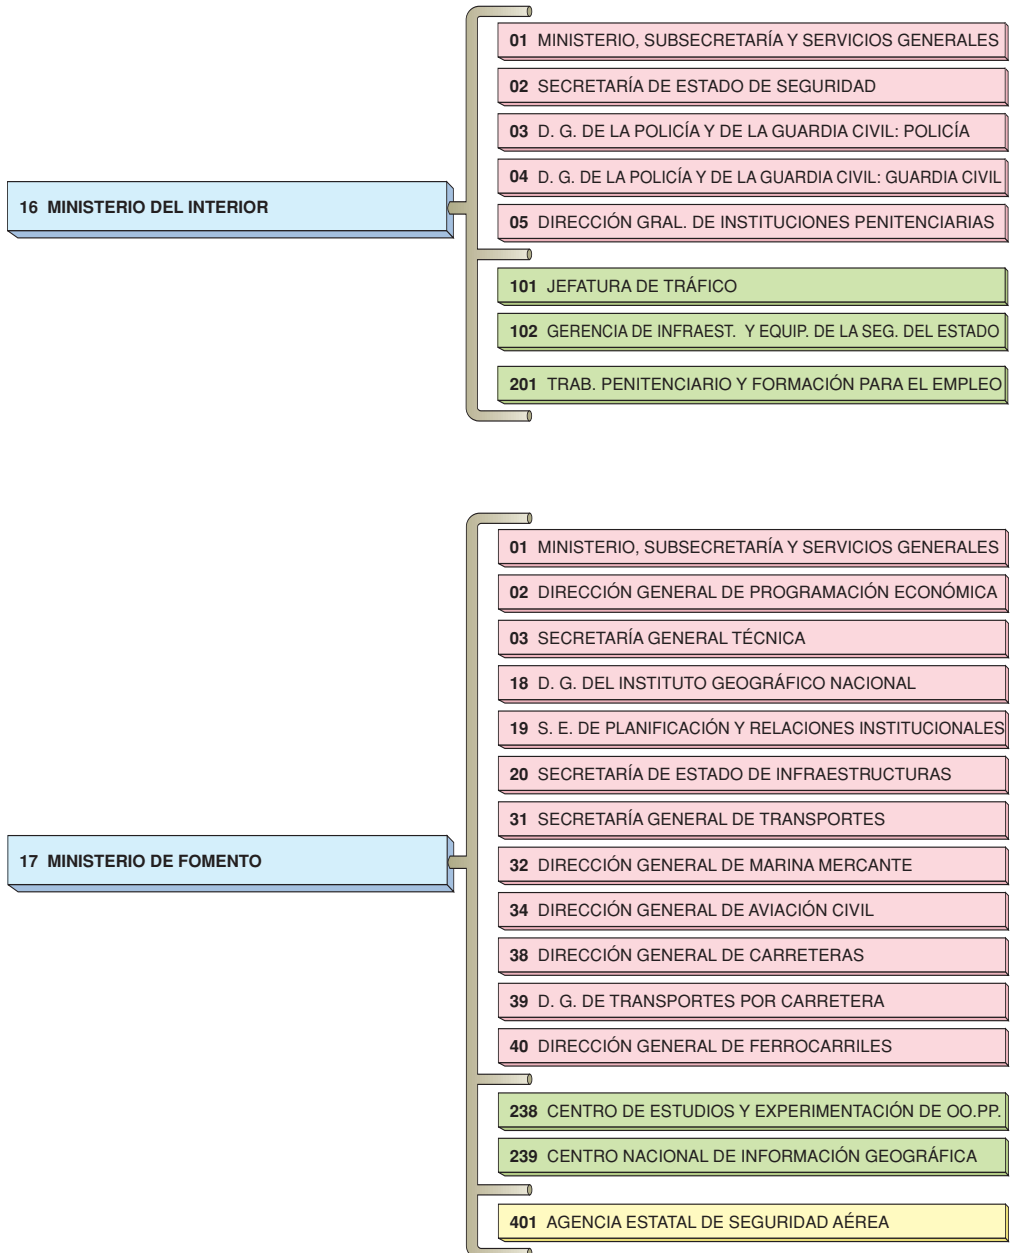 01 MINISTERIO, SUBSECRETARÍA Y SERVICIOS GENERALES
02 SECRETARÍA DE ESTADO DE SEGURIDAD
03 D. G. DE LA POLICÍA Y DE LA GUARDIA CIVIL: POLICÍA
04 D. G. DE LA POLICÍA Y DE LA GUARDIA CIVIL: GUARDIA CIVIL
16 MINISTERIO DEL INTERIOR
05 DIRECCIÓN GRAL. DE INSTITUCIONES PENITENCIARIAS
101 JEFATURA DE TRÁFICO
102 GERENCIA DE INFRAEST. Y EQUIP. DE LA SEG. DEL ESTADO
201 TRAB. PENITENCIARIO Y FORMACIÓN PARA EL EMPLEO
01 MINISTERIO, SUBSECRETARÍA Y SERVICIOS GENERALES
02 DIRECCIÓN GENERAL DE PROGRAMACIÓN ECONÓMICA
03 SECRETARÍA GENERAL TÉCNICA
18 D. G. DEL INSTITUTO GEOGRÁFICO NACIONAL
19 S. E. DE PLANIFICACIÓN Y RELACIONES INSTITUCIONALES
20 SECRETARÍA DE ESTADO DE INFRAESTRUCTURAS
31 SECRETARÍA GENERAL DE TRANSPORTES
17 MINISTERIO DE FOMENTO
32 DIRECCIÓN GENERAL DE MARINA MERCANTE
34 DIRECCIÓN GENERAL DE AVIACIÓN CIVIL
38 DIRECCIÓN GENERAL DE CARRETERAS
39 D. G. DE TRANSPORTES POR CARRETERA
40 DIRECCIÓN GENERAL DE FERROCARRILES
238 CENTRO DE ESTUDIOS Y EXPERIMENTACIÓN DE OO.PP.
239 CENTRO NACIONAL DE INFORMACIÓN GEOGRÁFICA
401 AGENCIA ESTATAL DE SEGURIDAD AÉREA